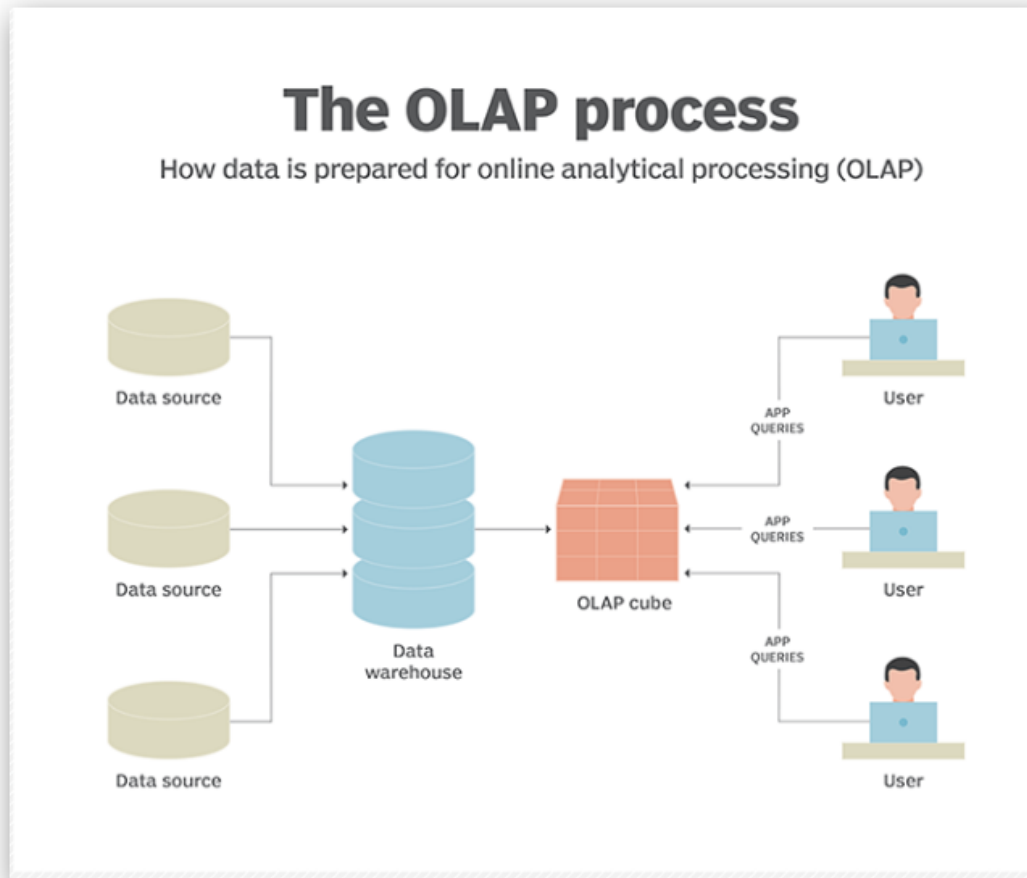 The OLAP process
How data is prepared for online analytical processing (OLAP)
Data source
Data source
Data source
Data
warehouse
OLAP cube
APP
QUERIES
APP
QUERIES
APP
QUERIES
User
User
User